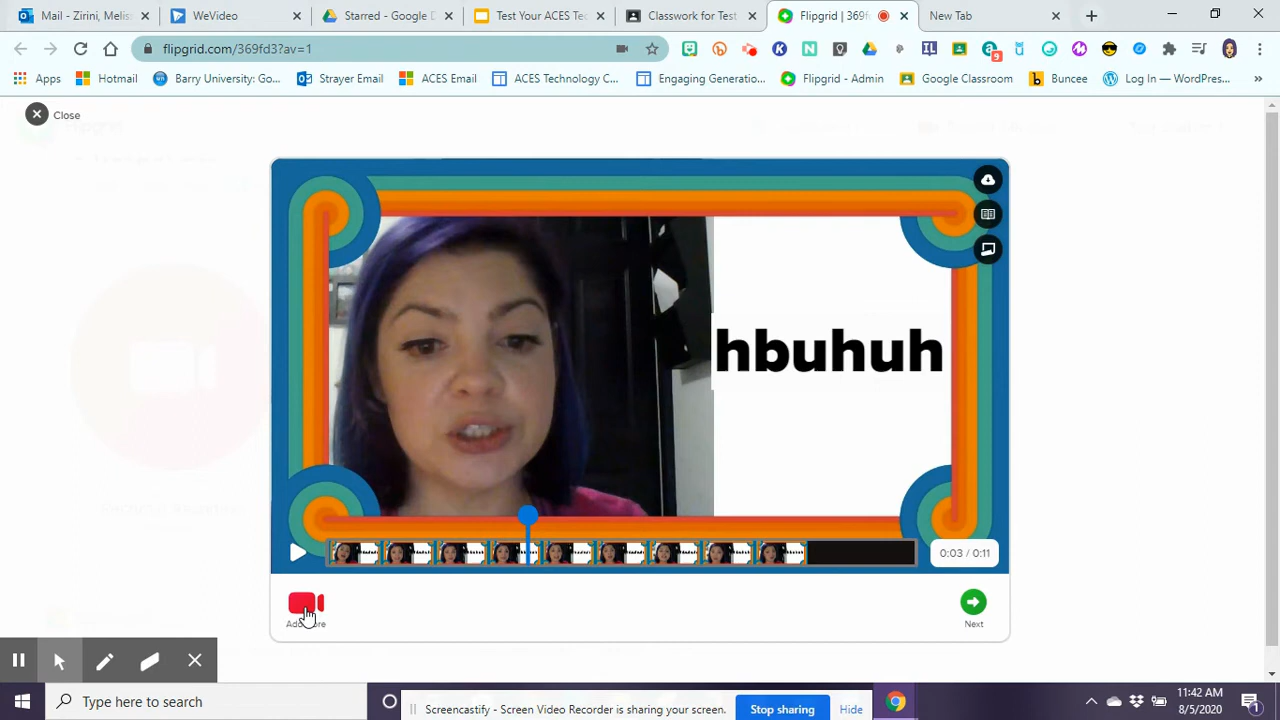 Mail - Zirini, Melis
WeVideo
Starred - Google D
Test Your ACES Te
Classwork for Test
Flipgrid | 369f
New Tab
flipgrid.com/369fd3?av=1
9
Apps
Hotmail
Barry University: Go...
Strayer Email
ACES Email
ACES Technology C...
Engaging Generatio...
Flipgrid - Admin
Google Classroom
Buncee
Log In — WordPres...
Close
hbuhuh
0:03 / 0:11
Next
Type here to search
Screencastify - Screen Video Recorder is sharing your screen.
Stop sharing
Hide
11:42 AM
8/5/2020
1